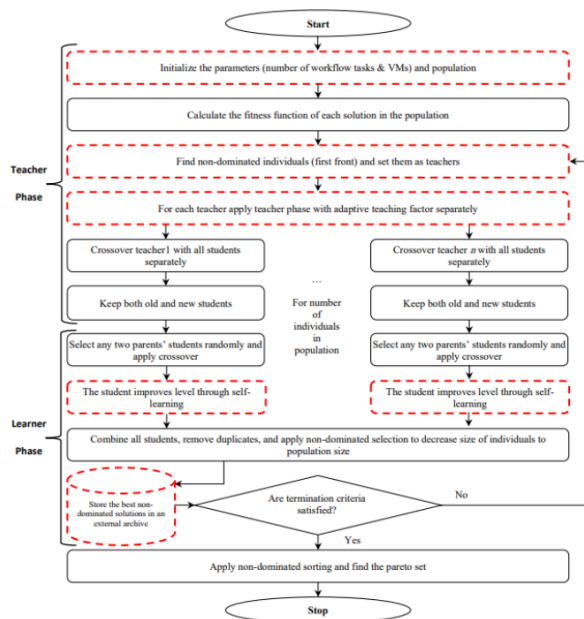 Start
Initialize the parameters (number of workflow tasks & VMs) and population
Calculate the fitness function of each solution in the population
Find non-dominated individuals (first front) and set them as teachers
Teacher
Phase
For each teacher apply teacher phase with adaptive teaching factor separately
Crossover teacher1 with all students
separately
Crossover teacher n with all students
separately
...
For number
of
individuals
in
population
Keep both old and new students
Keep both old and new students
Select any two parents' students randomly and
apply crossover
Select any two parents' students randomly and
apply crossover
The student improves level through self-
learning
The student improves level through self-
learning
Learner
Phase
Combine all students, remove duplicates, and apply non-dominated selection to decrease size of individuals to
population size
Store the best non-
dominated solutions in an
external archive
Are termination criteria
satisfied?
No
Yes
Apply non-dominated sorting and find the pareto set
Stop